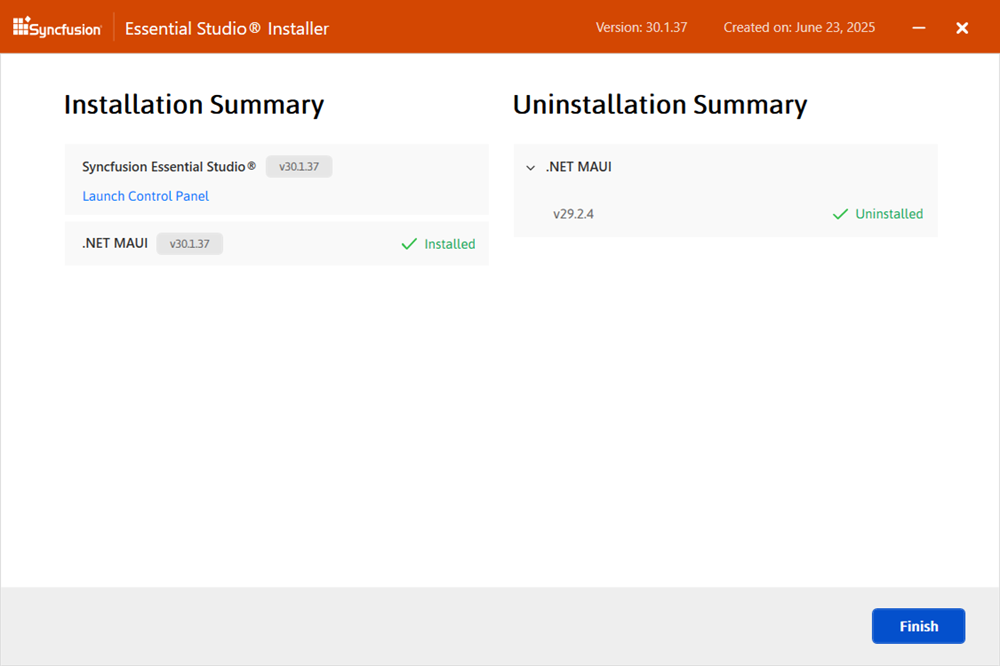 Syncfusion Essential Studio® Installer Version: 30.1.37 Created on: June 23, 2025
Installation Summary
Syncfusion Essential Studio® v30.1.37
Launch Control Panel
.NET MAUI v30.1.37 Installed
Uninstallation Summary
.NET MAUI
v29.2.4 Uninstalled
Finish